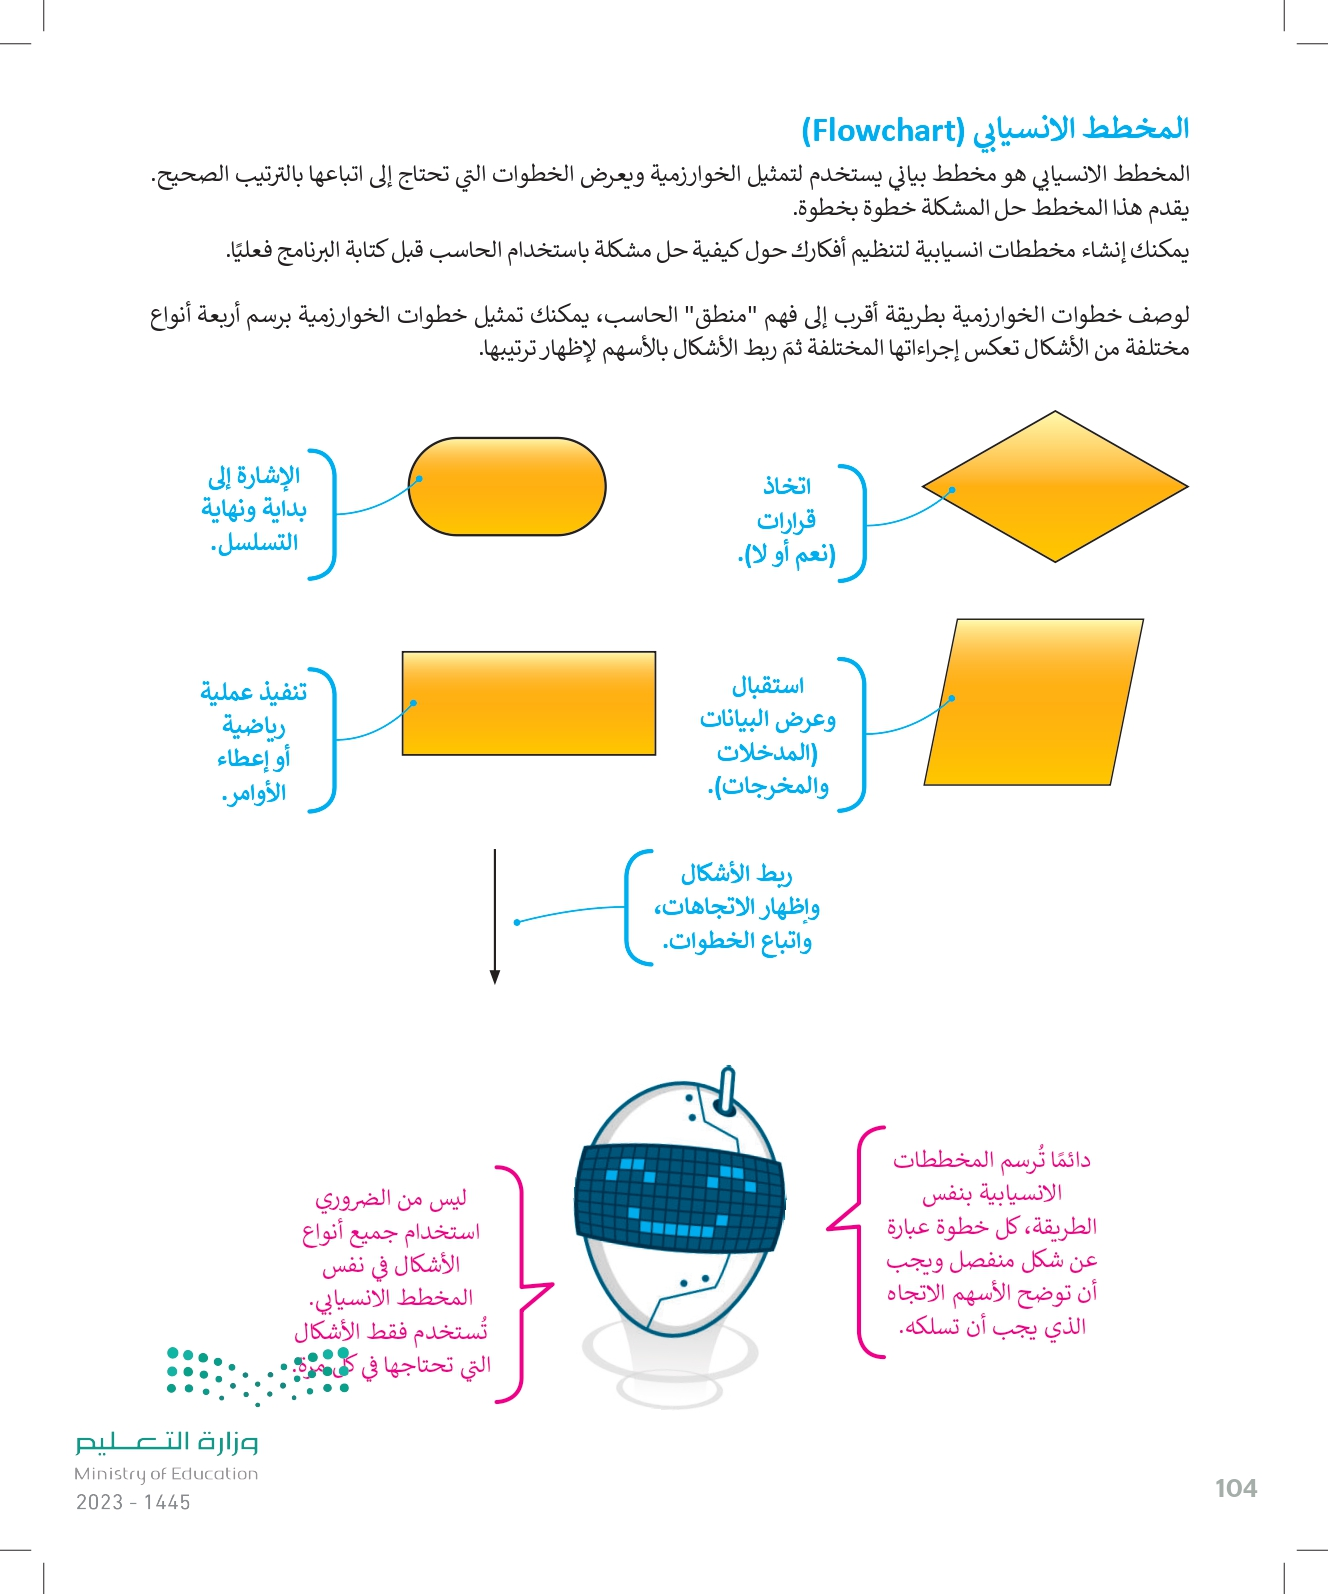 المخطط الانسيابي (Flowchart)
المخطط الانسيابي هو مخطط بياني يستخدم لتمثيل الخوارزمية ويعرض الخطوات التي تحتاج إلى اتباعها بالترتيب الصحيح.
يقدم هذا المخطط حل المشكلة خطوة بخطوة.
يمكنك إنشاء مخططات انسيابية لتنظيم أفكارك حول كيفية حل مشكلة باستخدام الحاسب قبل كتابة البرنامج فعليًا.
لوصف خطوات الخوارزمية بطريقة أقرب إلى فهم "منطق" الحاسب، يمكنك تمثيل خطوات الخوارزمية برسم أربعة أنواع
مختلفة من الأشكال تعكس إجراءاتها المختلفة ثمَ ربط الأشكال بالأسهم لإظهار ترتيبها.
اتخاذ
قرارات
(نعم أو لا).
الإشارة إلى
بداية ونهاية
التسلسل.
استقبال
وعرض البيانات
(المدخلات
والمخرجات).
تنفيذ عملية
رياضية
أو إعطاء
الأوامر.
ربط الأشكال
وإظهار الاتجاهات،
واتباع الخطوات.
دائمًا تُرسم المخططات
الانسيابية بنفس
الطريقة، كل خطوة عبارة
عن شكل منفصل ويجب
أن توضح الأسهم الاتجاه
الذي يجب أن تسلكه.
ليس من الضروري
استخدام جميع أنواع
الأشكال في نفس
المخطط الانسيابي.
تُستخدم فقط الأشكال
التي تحتاجها في كل مرة.
وزارة التعليم
Ministry of Education
2023 - 1445
104